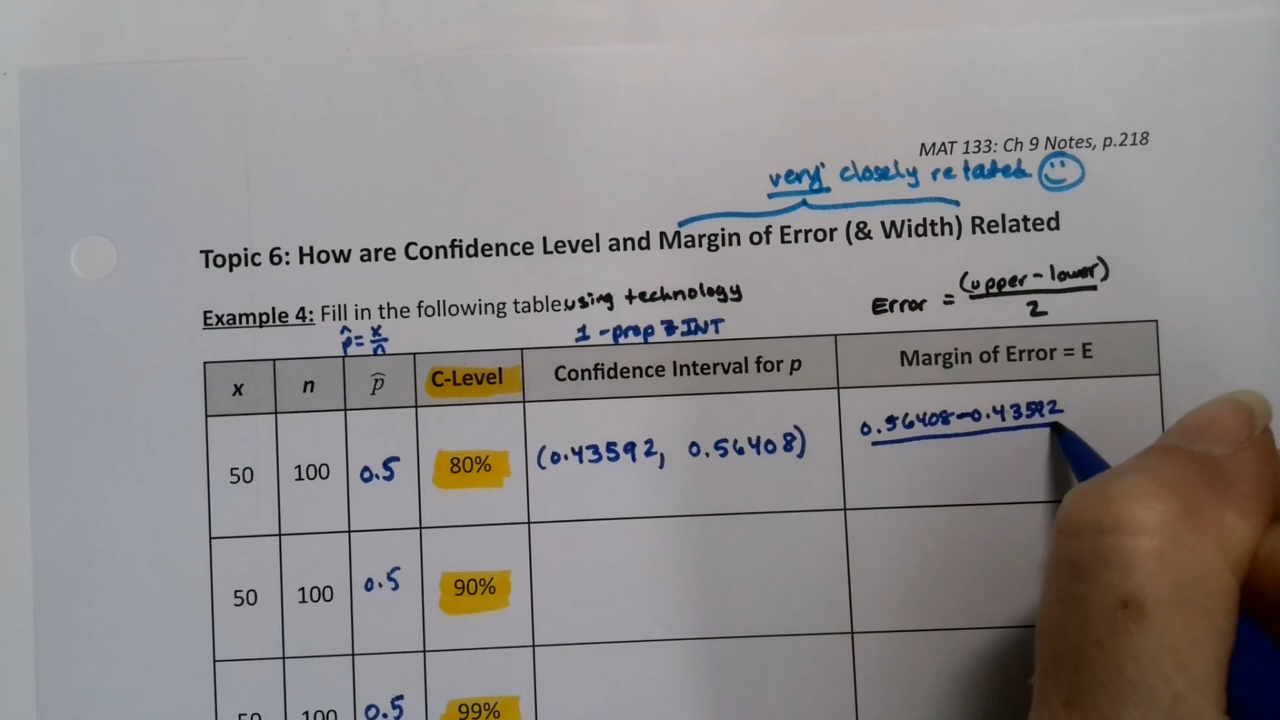 MAT 133: Ch 9 Notes, p.218
very closely related
Topic 6: How are Confidence Level and Margin of Error (& Width) Related
Example 4: Fill in the following table using technology
Error = (upper - lower) / 2
p̂ = x/n
1-prop Z INT
x n p̂ C-Level Confidence Interval for p Margin of Error = E
50 100 0.5 80% (0.43592, 0.56408) 0.56408-0.43592
50 100 0.5 90%
50 100 0.5 99%